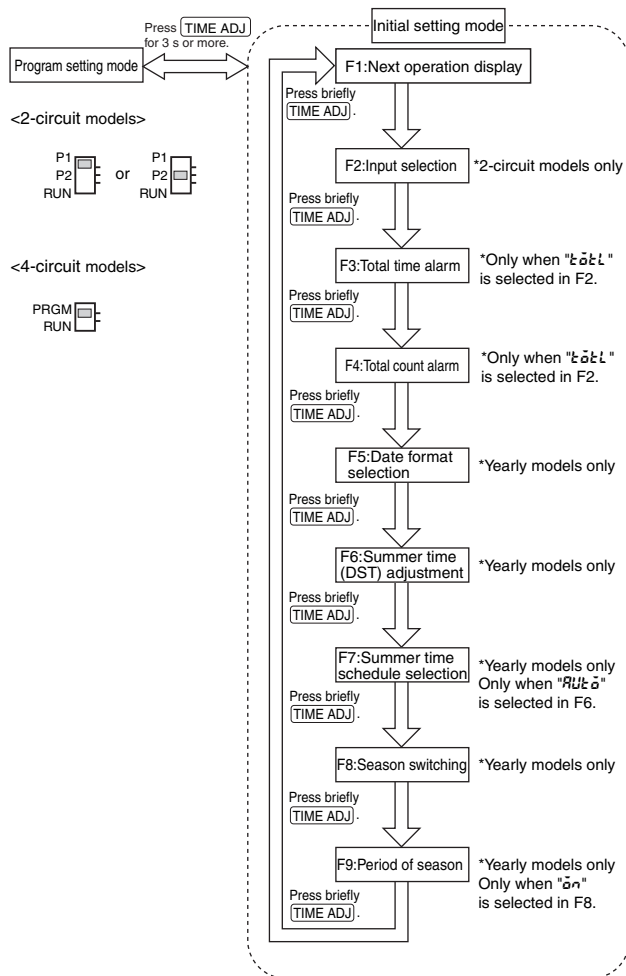 Press TIME ADJ
for 3 s or more.
Initial setting mode
Program setting mode
F1:Next operation display
Press briefly
TIME ADJ.
<2-circuit models>
P1
P2
RUN
or
P1
P2
RUN
F2:Input selection
*2-circuit models only
Press briefly
TIME ADJ.
<4-circuit models>
PRGM
RUN
F3:Total time alarm
*Only when "totL"
is selected in F2.
Press briefly
TIME ADJ.
F4:Total count alarm
*Only when "totL"
is selected in F2.
Press briefly
TIME ADJ.
F5:Date format
selection
*Yearly models only
Press briefly
TIME ADJ.
F6:Summer time
(DST) adjustment
*Yearly models only
Press briefly
TIME ADJ.
F7:Summer time
schedule selection
*Yearly models only
Only when "AUto"
is selected in F6.
Press briefly
TIME ADJ.
F8:Season switching
*Yearly models only
Press briefly
TIME ADJ.
F9:Period of season
*Yearly models only
Only when "on"
is selected in F8.
Press briefly
TIME ADJ.